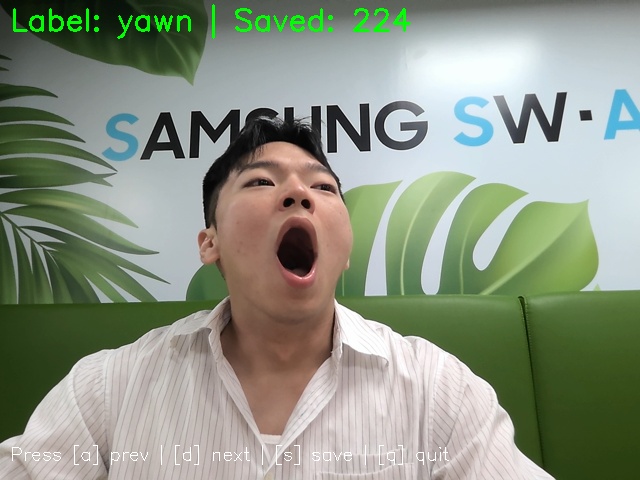 Label: yawn | Saved: 224
SAMSUNG SW·A
Press [a] prev | [d] next | [s] save | [q] quit